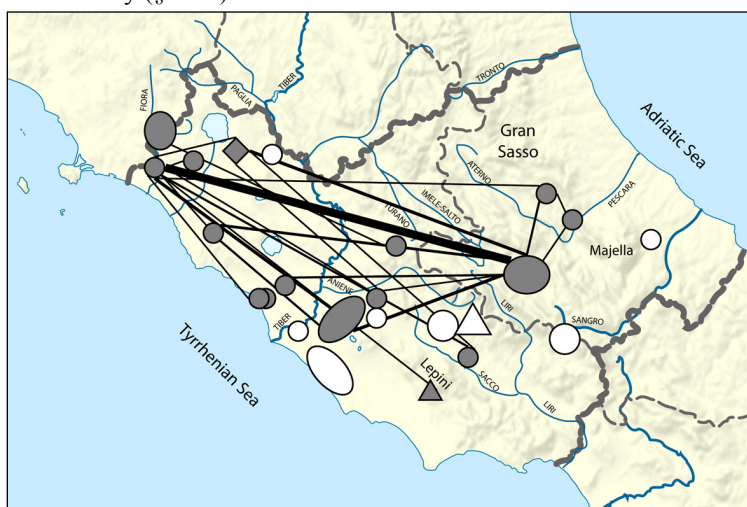 TRONTO
TIBER
PAGLIA
FIORA
Adriatic Sea
Gran
Sasso
ATERNO
IMELE-SALTO
PESCARA
TURANO
Majella
ANIENE
LIRI
SANGRO
TIBER
Tyrrhenian Sea
Lepini
SACCO
LIRI